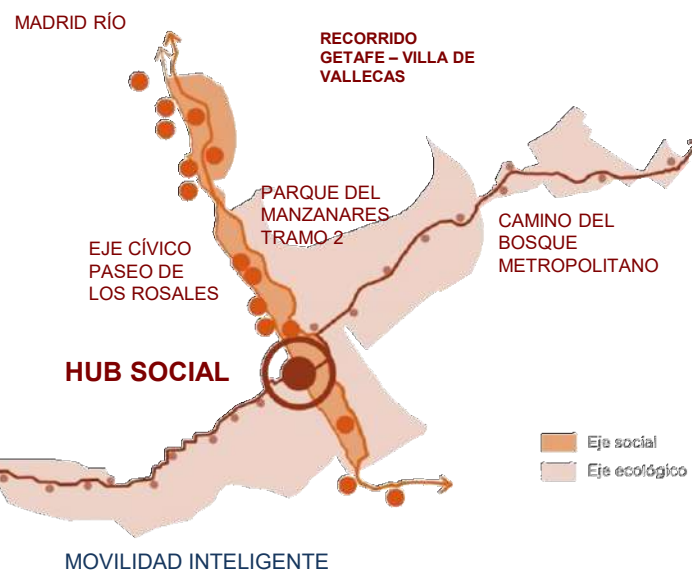 MADRID RÍO
RECORRIDO
GETAFE – VILLA DE
VALLECAS
PARQUE DEL
MANZANARES
TRAMO 2
CAMINO DEL
BOSQUE
METROPOLITANO
EJE CÍVICO
PASEO DE
LOS ROSALES
HUB SOCIAL
Eje social
Eje ecológico
MOVILIDAD INTELIGENTE